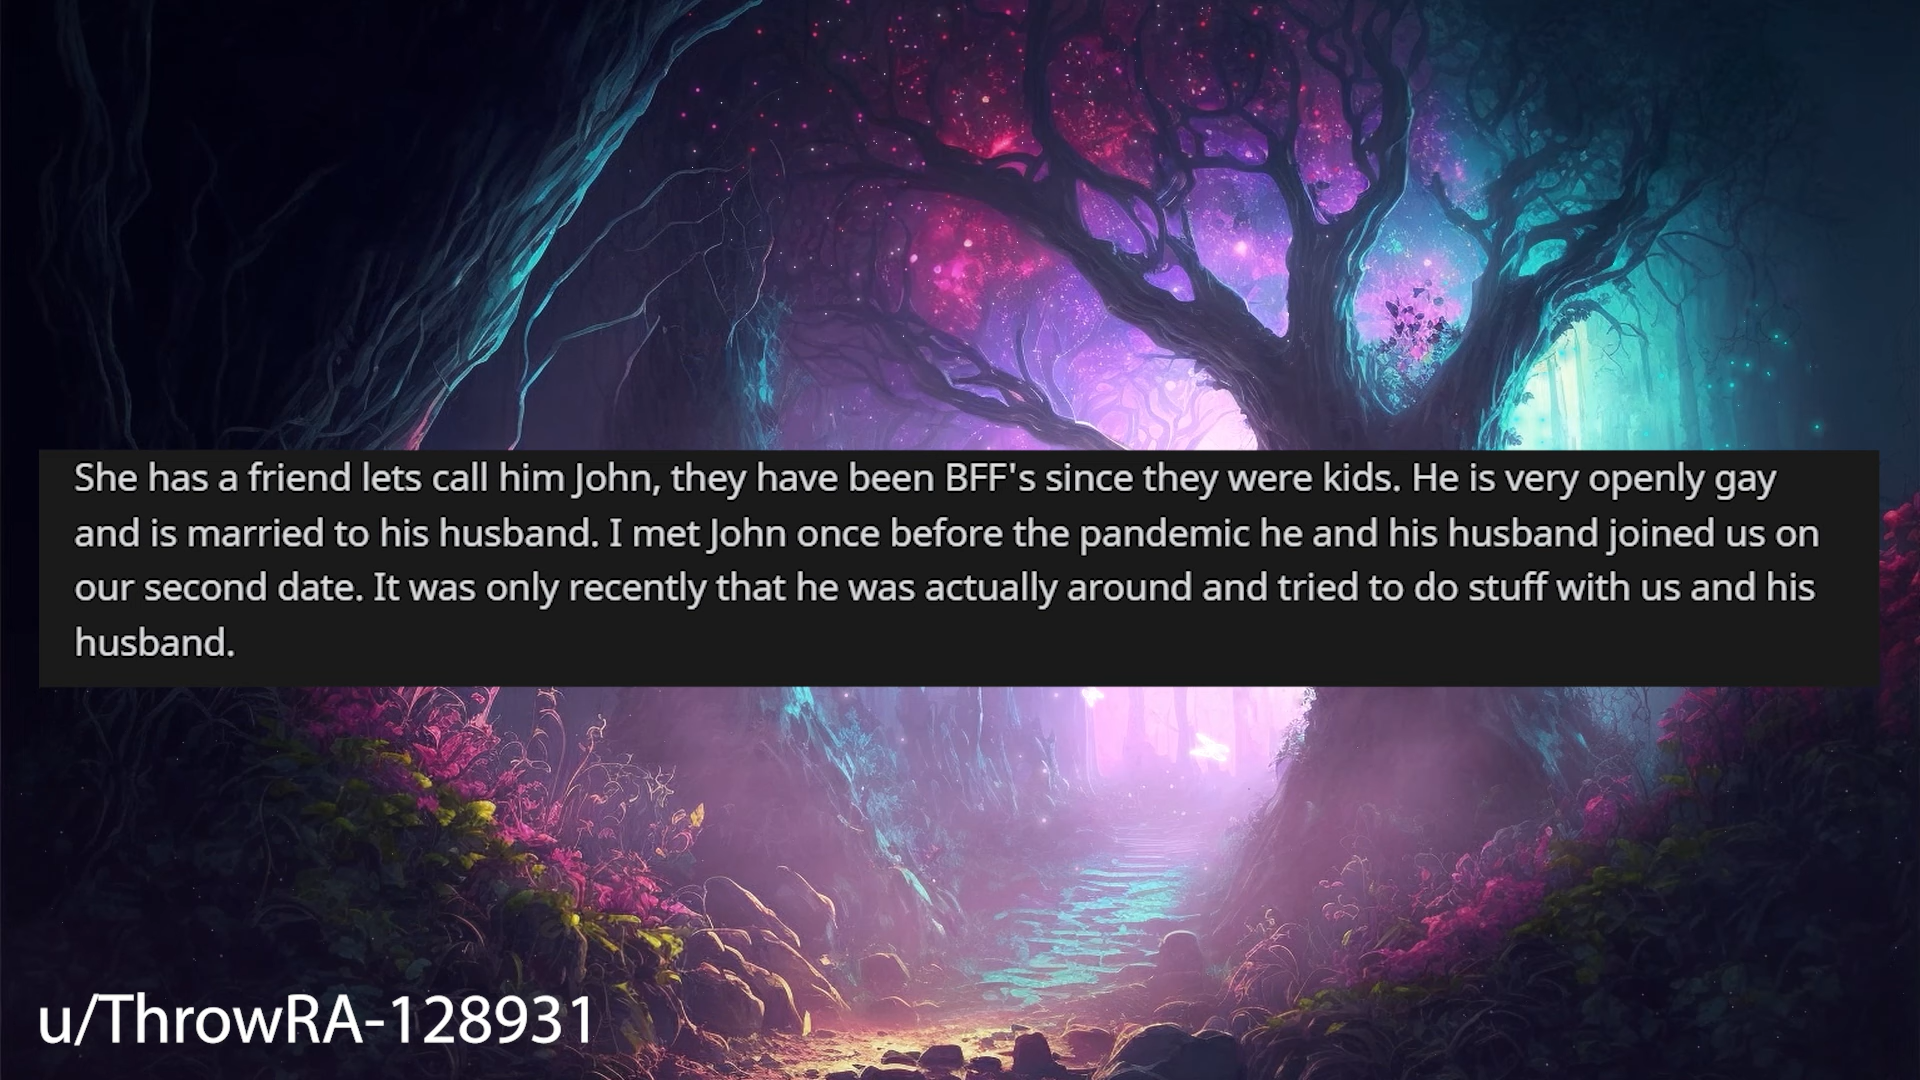 She has a friend lets call him John, they have been BFF's since they were kids. He is very openly gay
and is married to his husband. I met John once before the pandemic he and his husband joined us on
our second date. It was only recently that he was actually around and tried to do stuff with us and his
husband.
u/ThrowRA-128931